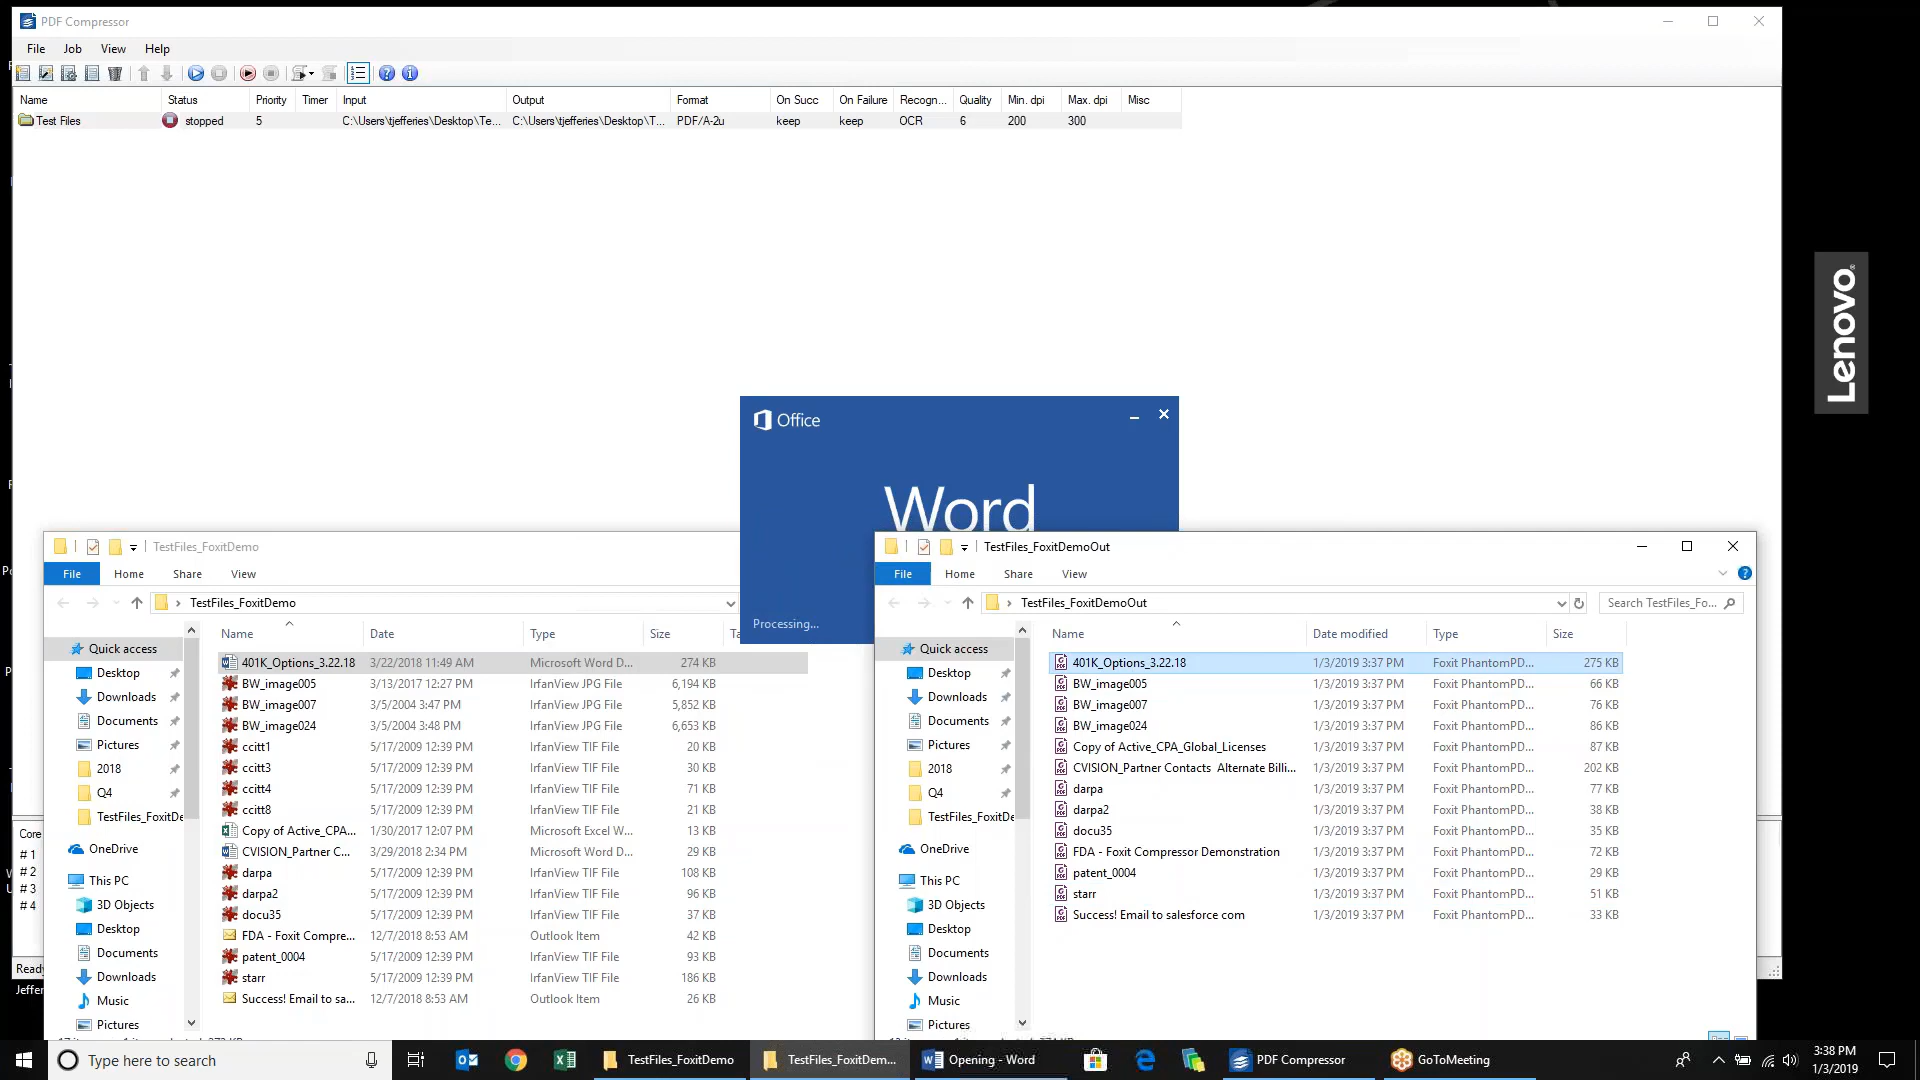 PDF Compressor
File Job View Help
Name Status Priority Timer Input Output Format On Succ On Failure Recogn... Quality Min. dpi Max. dpi Misc
Test Files stopped 5 C:\Users\tjefferies\Desktop\Te... C:\Users\tjefferies\Desktop\T... PDF/A-2u keep keep OCR 6 200 300
Lenovo
Office
Word
Processing...
TestFiles_FoxitDemo
File Home Share View
TestFiles_FoxitDemo
Name Date Type Size
Quick access
Desktop
Downloads
Documents
Pictures
2018
Q4
TestFiles_FoxitDe
OneDrive
This PC
3D Objects
Desktop
Documents
Downloads
Music
Pictures
401K_Options_3.22.18 3/22/2018 11:49 AM Microsoft Word D... 274 KB
BW_image005 3/13/2017 12:27 PM IrfanView JPG File 6,194 KB
BW_image007 3/5/2004 3:47 PM IrfanView JPG File 5,852 KB
BW_image024 3/5/2004 3:48 PM IrfanView JPG File 6,653 KB
ccitt1 5/17/2009 12:39 PM IrfanView TIF File 20 KB
ccitt3 5/17/2009 12:39 PM IrfanView TIF File 30 KB
ccitt4 5/17/2009 12:39 PM IrfanView TIF File 71 KB
ccitt8 5/17/2009 12:39 PM IrfanView TIF File 21 KB
Copy of Active_CPA... 1/30/2017 12:07 PM Microsoft Excel W... 13 KB
CVISION_Partner C... 3/29/2018 2:34 PM Microsoft Word D... 29 KB
darpa 5/17/2009 12:39 PM IrfanView TIF File 108 KB
darpa2 5/17/2009 12:39 PM IrfanView TIF File 96 KB
docu35 5/17/2009 12:39 PM IrfanView TIF File 37 KB
FDA - Foxit Compre... 12/7/2018 8:53 AM Outlook Item 42 KB
patent_0004 5/17/2009 12:39 PM IrfanView TIF File 93 KB
starr 5/17/2009 12:39 PM IrfanView TIF File 186 KB
Success! Email to sa... 12/7/2018 8:53 AM Outlook Item 26 KB
TestFiles_FoxitDemoOut
File Home Share View
TestFiles_FoxitDemoOut Search TestFiles_Fo...
Name Date modified Type Size
Quick access
Desktop
Downloads
Documents
Pictures
2018
Q4
TestFiles_FoxitDe
OneDrive
This PC
3D Objects
Desktop
Documents
Downloads
Music
Pictures
401K_Options_3.22.18 1/3/2019 3:37 PM Foxit PhantomPD... 275 KB
BW_image005 1/3/2019 3:37 PM Foxit PhantomPD... 66 KB
BW_image007 1/3/2019 3:37 PM Foxit PhantomPD... 76 KB
BW_image024 1/3/2019 3:37 PM Foxit PhantomPD... 86 KB
Copy of Active_CPA_Global_Licenses 1/3/2019 3:37 PM Foxit PhantomPD... 87 KB
CVISION_Partner Contacts Alternate Billi... 1/3/2019 3:37 PM Foxit PhantomPD... 202 KB
darpa 1/3/2019 3:37 PM Foxit PhantomPD... 77 KB
darpa2 1/3/2019 3:37 PM Foxit PhantomPD... 38 KB
docu35 1/3/2019 3:37 PM Foxit PhantomPD... 35 KB
FDA - Foxit Compressor Demonstration 1/3/2019 3:37 PM Foxit PhantomPD... 72 KB
patent_0004 1/3/2019 3:37 PM Foxit PhantomPD... 29 KB
starr 1/3/2019 3:37 PM Foxit PhantomPD... 51 KB
Success! Email to salesforce com 1/3/2019 3:37 PM Foxit PhantomPD... 33 KB
Core
# 1
# 2
# 3
# 4
Ready
Jeffer
Type here to search TestFiles_FoxitDemo TestFiles_FoxitDem... Opening - Word PDF Compressor GoToMeeting 3:38 PM
1/3/2019